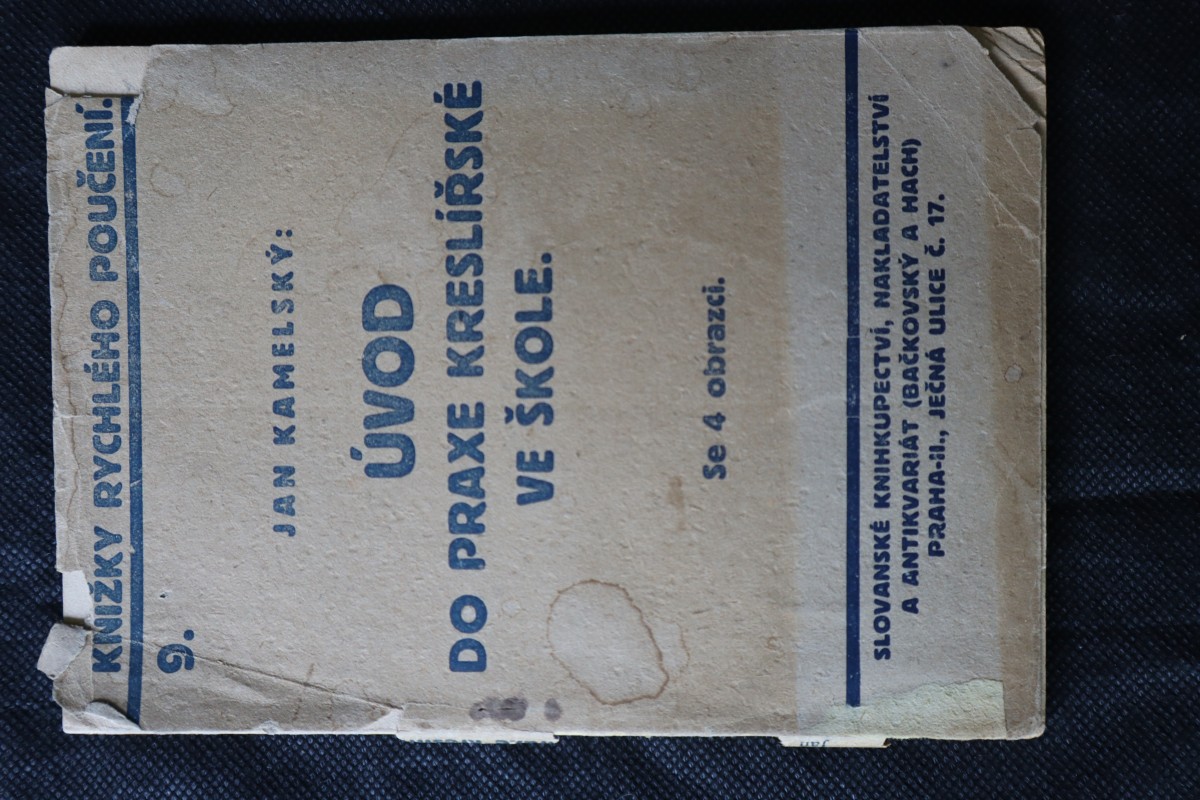 KNÍŽKY RYCHLÉHO POUČENÍ.
9.
JAN KAMELSKÝ:
ÚVOD
DO PRAXE KRESLÍŘSKÉ
VE ŠKOLE.
Se 4 obrazci.
SLOVANSKÉ KNIHKUPECTVÍ, NAKLADATELSTVÍ
A ANTIKVARIÁT (BAČKOVSKÝ A HACH)
PRAHA-II., JEČNÁ ULICE Č. 17.
Jan